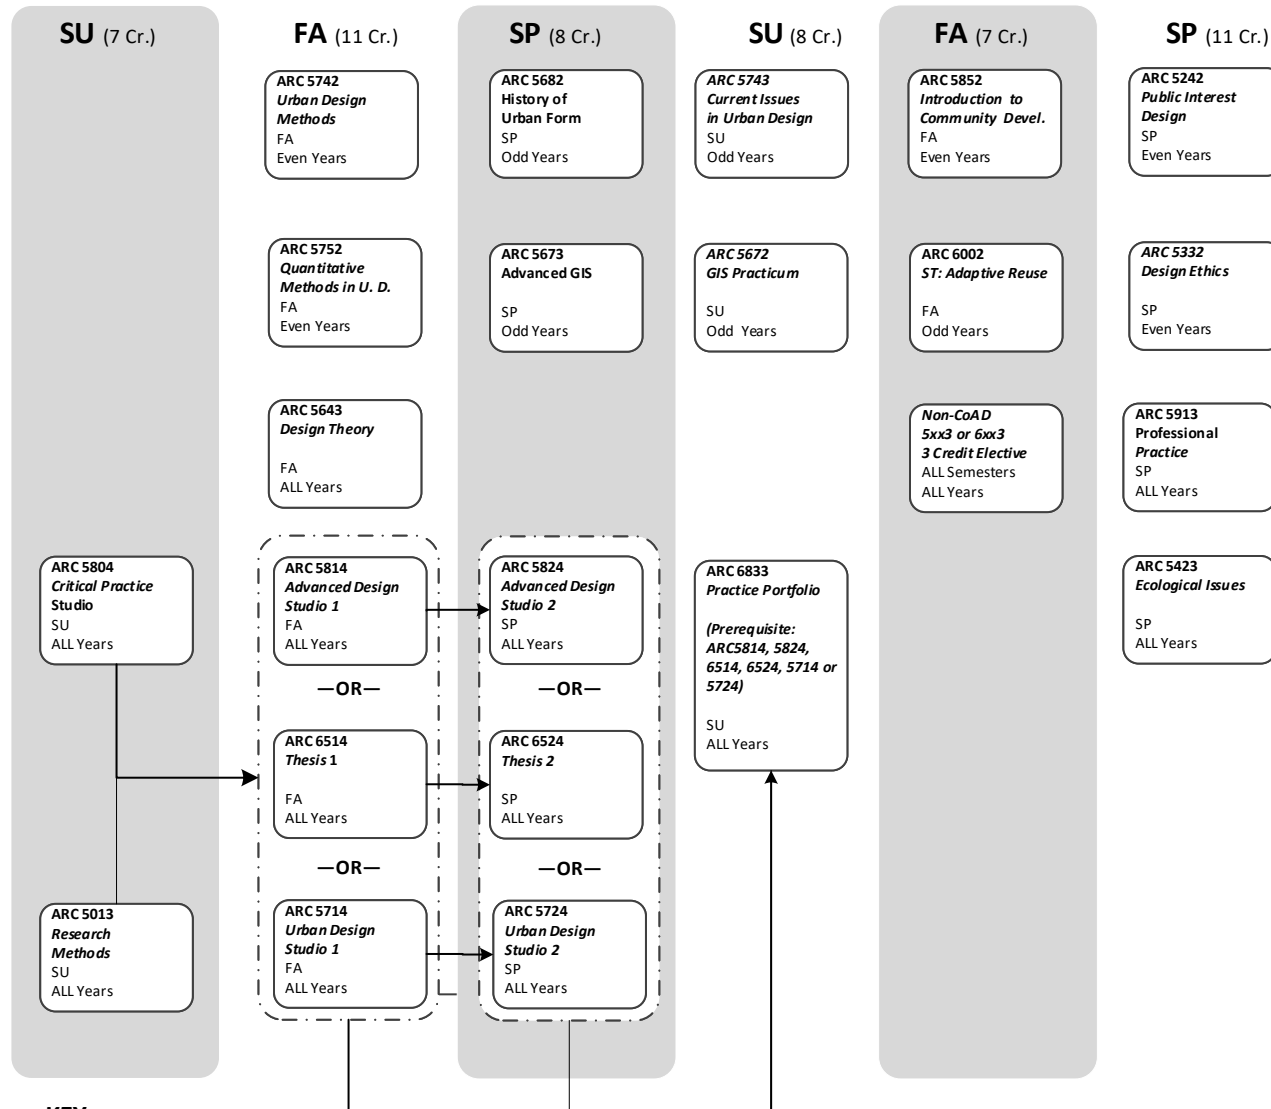 SU (7 Cr.)
ARC 5804
Critical Practice
Studio
SU
ALL Years
ARC 5013
Research
Methods
SU
ALL Years
FA (11 Cr.)
ARC 5742
Urban Design
Methods
FA
Even Years
ARC 5752
Quantitative
Methods in U. D.
FA
Even Years
ARC 5643
Design Theory
FA
ALL Years
ARC 5814
Advanced Design
Studio 1
FA
ALL Years
—OR—
ARC 6514
Thesis 1
FA
ALL Years
—OR—
ARC 5714
Urban Design
Studio 1
FA
ALL Years
SP (8 Cr.)
ARC 5682
History of
Urban Form
SP
Odd Years
ARC 5673
Advanced GIS
SP
Odd Years
ARC 5824
Advanced Design
Studio 2
SP
ALL Years
—OR—
ARC 6524
Thesis 2
SP
ALL Years
—OR—
ARC 5724
Urban Design
Studio 2
SP
ALL Years
SU (8 Cr.)
ARC 5743
Current Issues
in Urban Design
SU
Odd Years
ARC 5672
GIS Practicum
SU
Odd Years
ARC 6833
Practice Portfolio
(Prerequisite:
ARC5814, 5824,
6514, 6524, 5714 or
5724)
SU
ALL Years
FA (7 Cr.)
ARC 5852
Introduction to
Community Devel.
FA
Even Years
ARC 6002
ST: Adaptive Reuse
FA
Odd Years
Non-CoAD
5xx3 or 6xx3
3 Credit Elective
ALL Semesters
ALL Years
SP (11 Cr.)
ARC 5242
Public Interest
Design
SP
Even Years
ARC 5332
Design Ethics
SP
Even Years
ARC 5913
Professional
Practice
SP
ALL Years
ARC 5423
Ecological Issues
SP
ALL Years
KEY